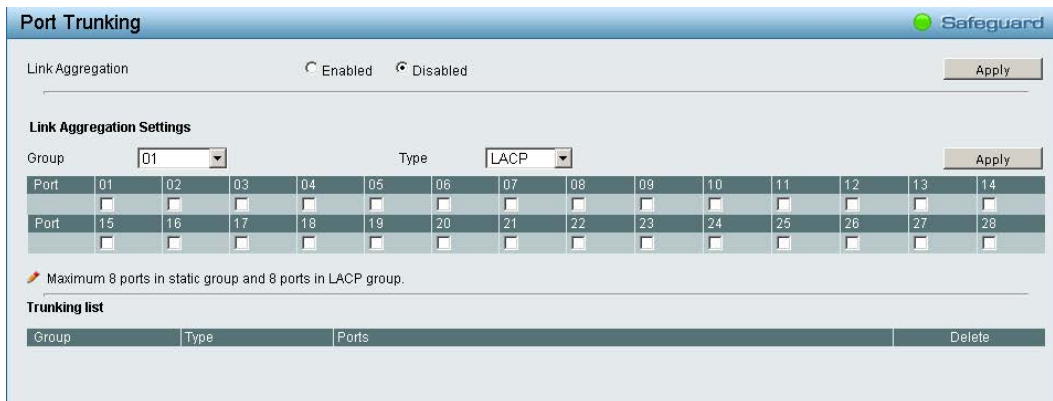 Port Trunking Safeguard
Link Aggregation Enabled Disabled Apply
Link Aggregation Settings
Group 01 Type LACP Apply
Port 01 02 03 04 05 06 07 08 09 10 11 12 13 14
Port 15 16 17 18 19 20 21 22 23 24 25 26 27 28
Maximum 8 ports in static group and 8 ports in LACP group.
Trunking list
Group Type Ports Delete